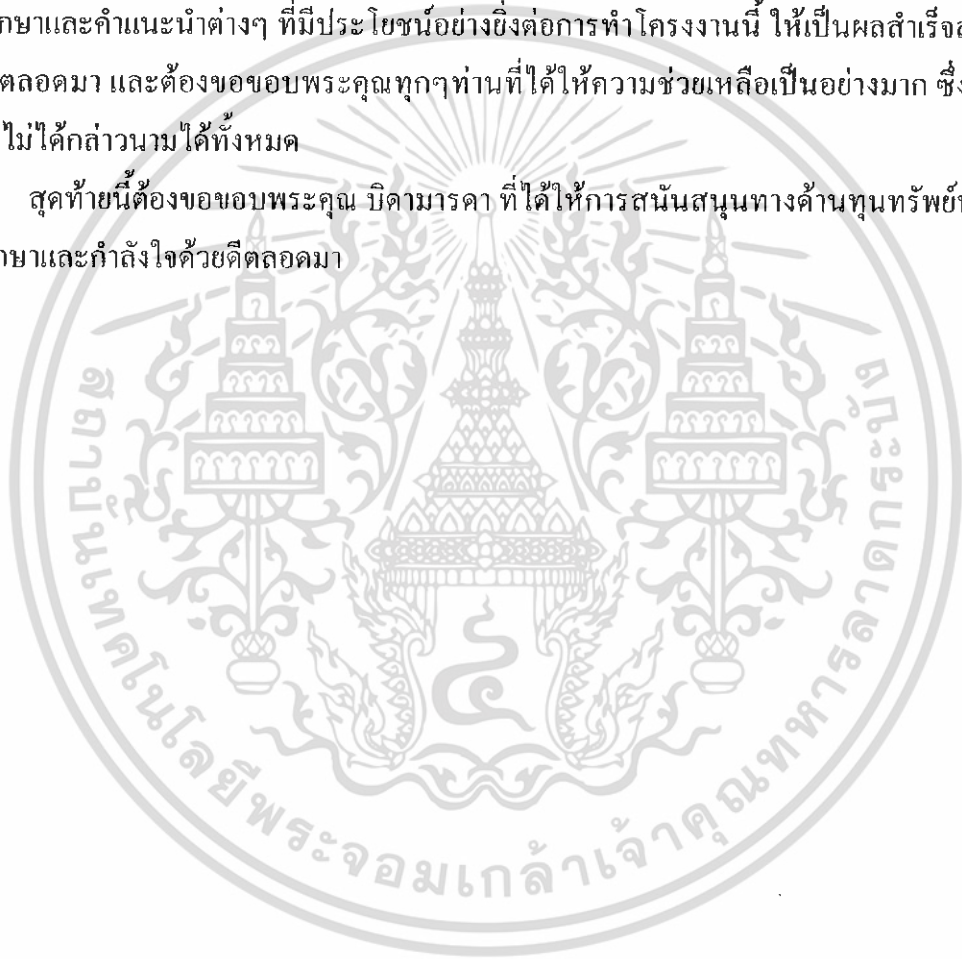 กษาและคำแนะนำต่างๆ ที่มีประโยชน์อย่างยิ่งต่อการทำโครงงานนี้ ให้เป็นผลสำเร็จ
ตลอดมา และต้องขอขอบพระคุณทุกๆท่านที่ได้ให้ความช่วยเหลือเป็นอย่างมาก ซึ่ง
ไม่ได้กล่าวนามได้ทั้งหมด
สุดท้ายนี้ต้องขอขอบพระคุณ บิดามารดา ที่ได้ให้การสนันสนุนทางด้านทุนทรัพย์
กษาและกำลังใจด้วยดีตลอดมา
สถาบันเทคโนโลยีพระจอมเกล้าเจ้าคุณทหารลาดกระบัง